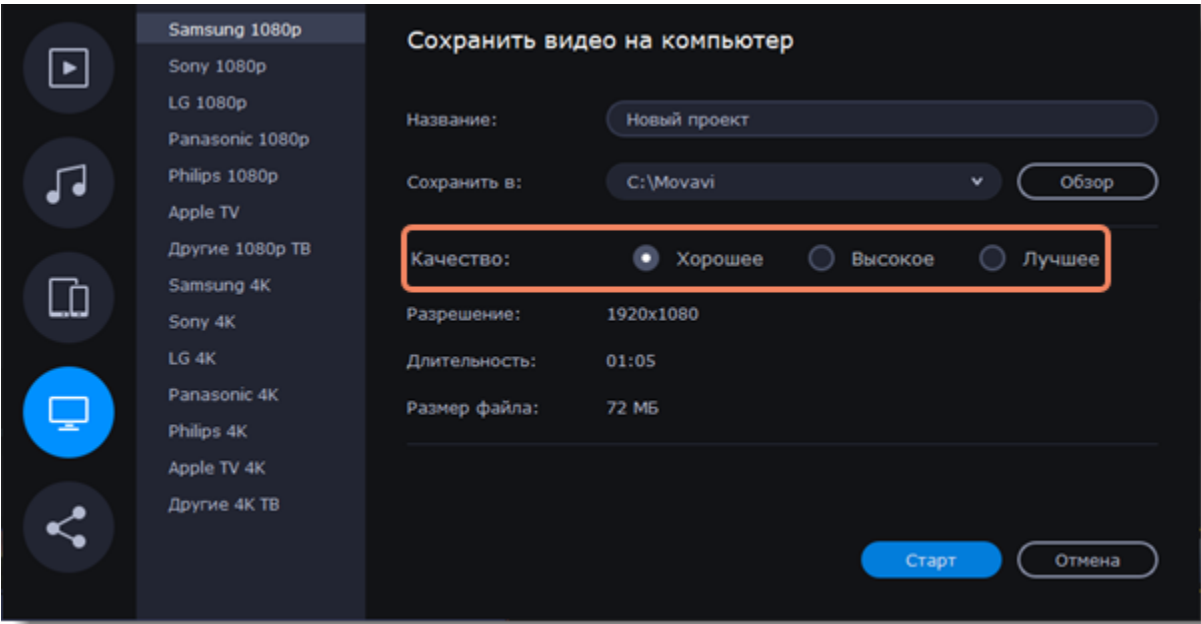 Samsung 1080p
Sony 1080p
LG 1080p
Panasonic 1080p
Philips 1080p
Apple TV
Другие 1080p ТВ
Samsung 4K
Sony 4K
LG 4K
Panasonic 4K
Philips 4K
Apple TV 4K
Другие 4K ТВ
Сохранить видео на компьютер
Название: Новый проект
Сохранить в: C:\Movavi Обзор
Качество: Хорошее Высокое Лучшее
Разрешение: 1920x1080
Длительность: 01:05
Размер файла: 72 МБ
Старт Отмена